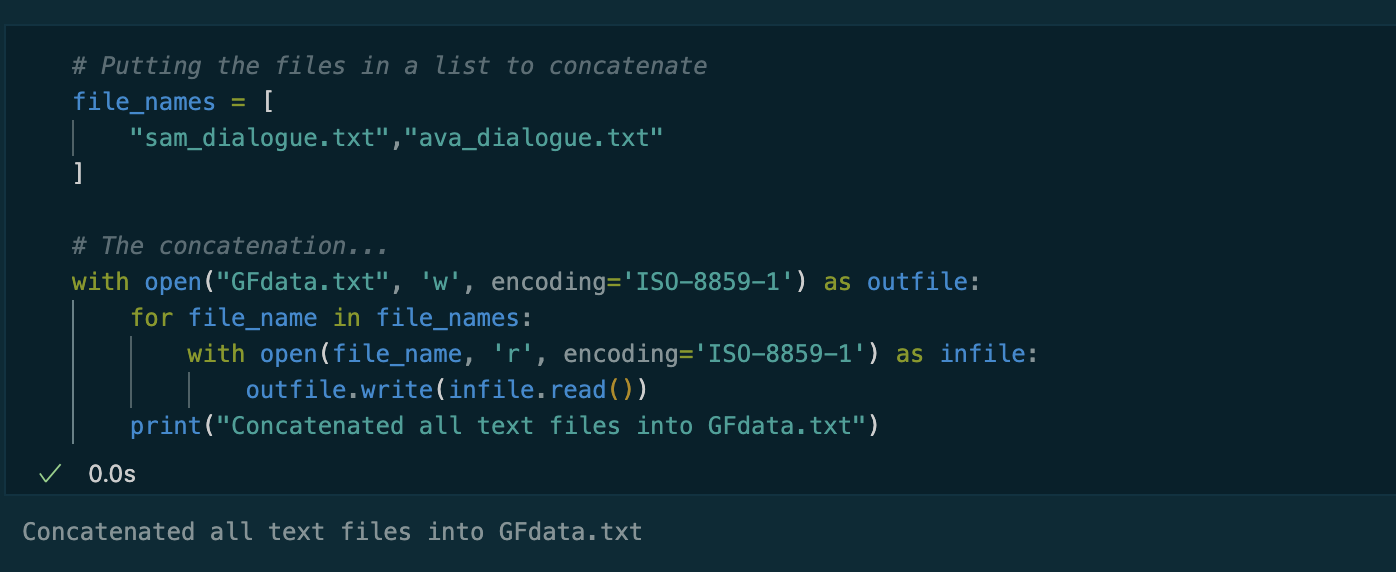 # Putting the files in a list to concatenate
file_names = [
    "sam_dialogue.txt","ava_dialogue.txt"
]
# The concatenation...
with open("GFdata.txt", 'w', encoding='ISO-8859-1') as outfile:
    for file_name in file_names:
        with open(file_name, 'r', encoding='ISO-8859-1') as infile:
            outfile.write(infile.read())
    print("Concatenated all text files into GFdata.txt")
✓ 0.0s
Concatenated all text files into GFdata.txt